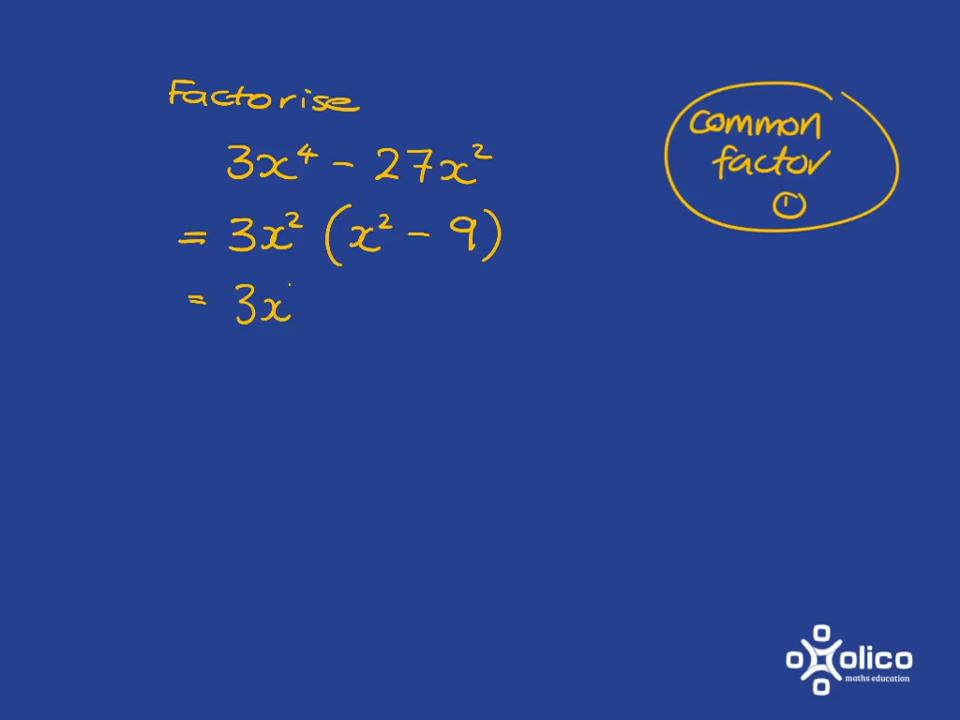 Factorise
3x⁴ - 27x²
= 3x² (x² - 9)
= 3x
common
factor
①
olico
maths education